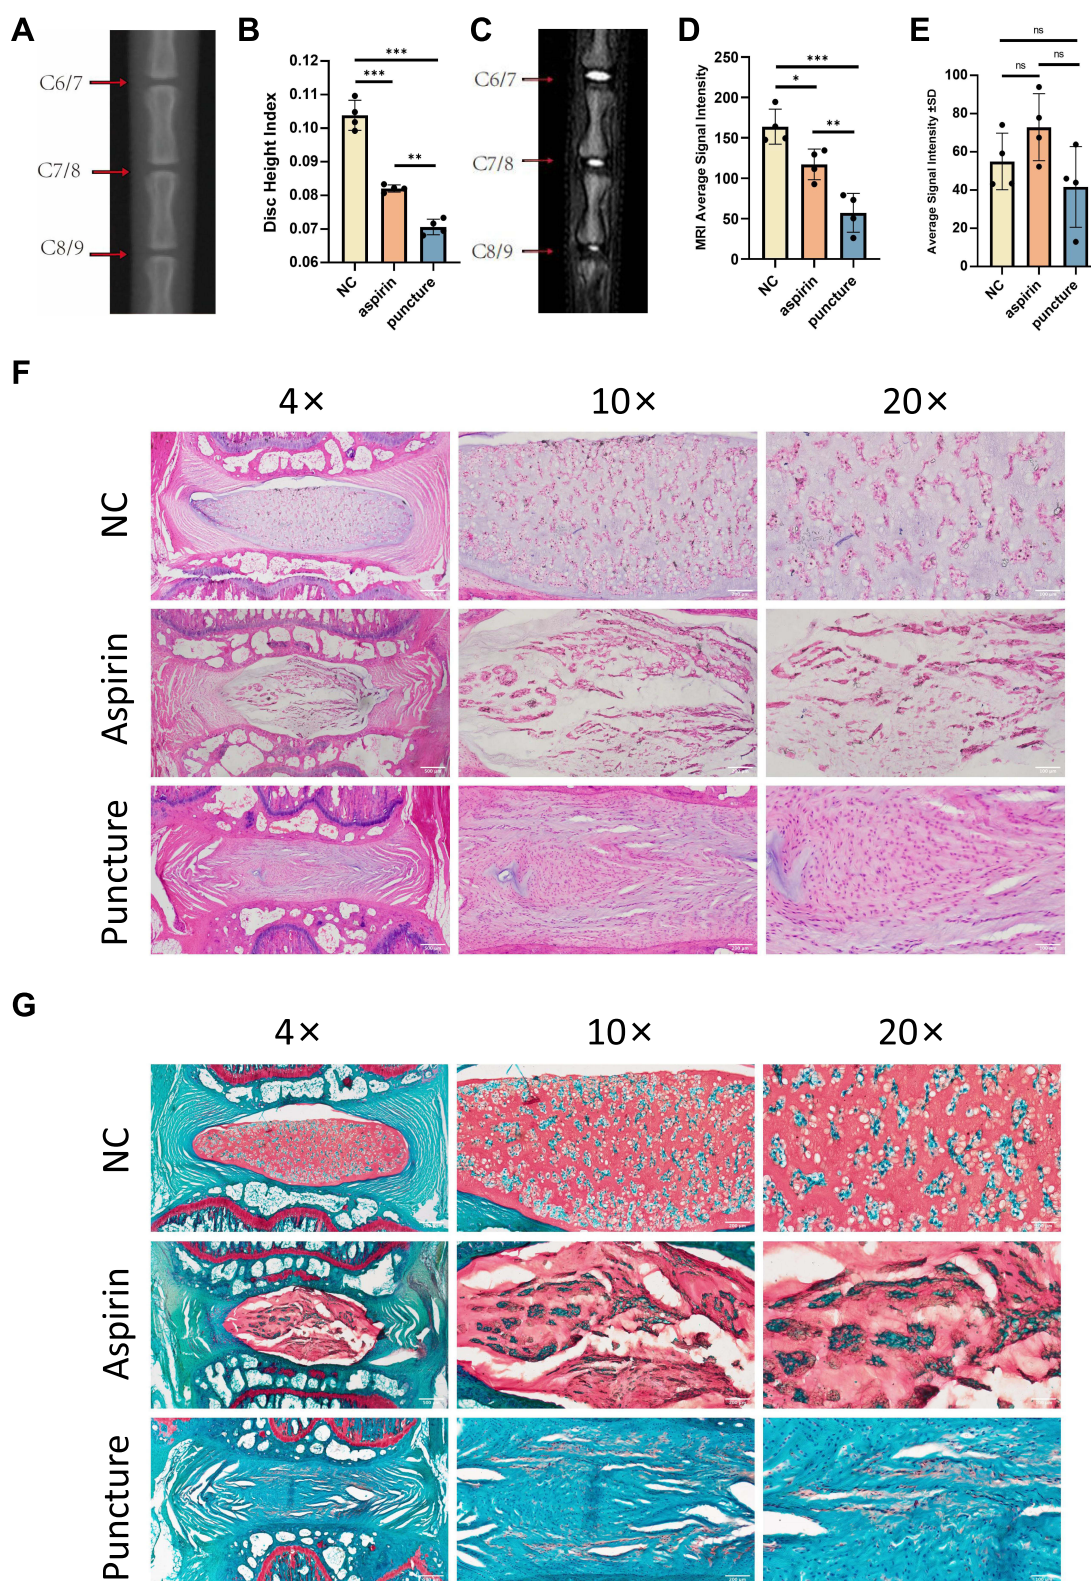 A
C6/7
C7/8
C8/9
B
Disc Height Index
0.12
0.11
0.10
0.09
0.08
0.07
0.06
***
***
**
NC
aspirin
puncture
C
C6/7
C7/8
C8/9
D
MRI Average Signal Intensity
250
200
150
100
50
0
***
*
**
NC
aspirin
puncture
E
Average Signal Intensity ±SD
100
80
60
40
20
0
ns
ns
ns
NC
aspirin
puncture
F
4× 10× 20×
NC
Aspirin
Puncture
G
4× 10× 20×
NC
Aspirin
Puncture